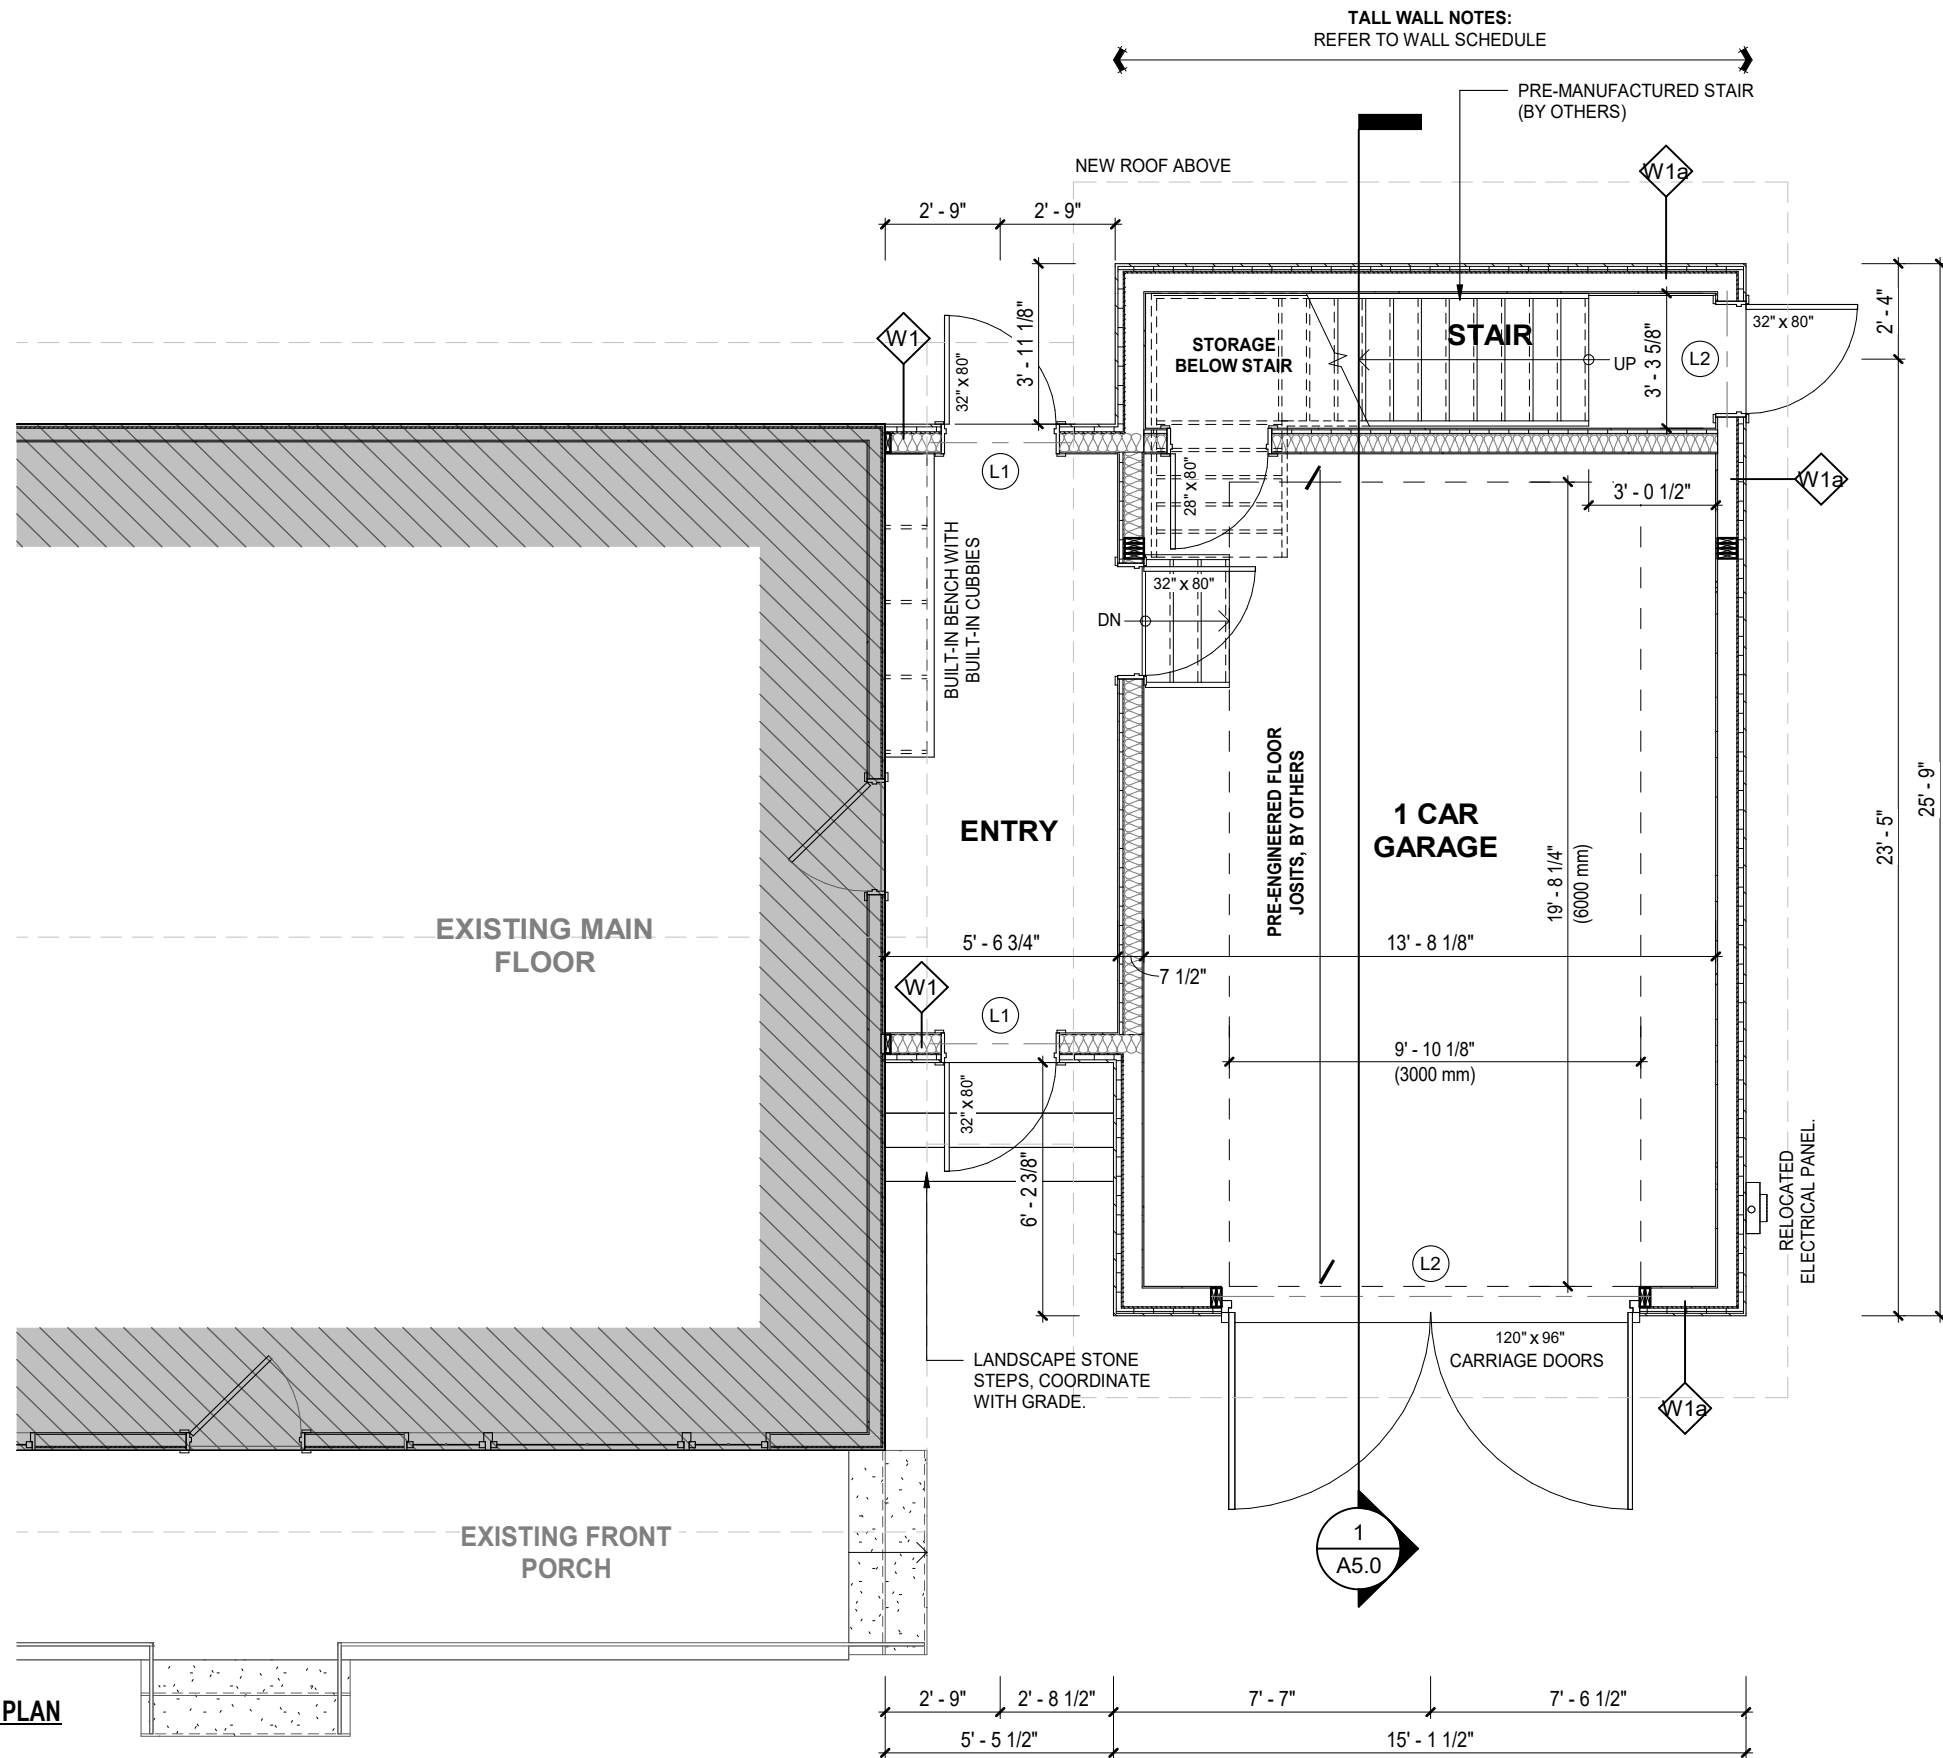 TALL WALL NOTES:
REFER TO WALL SCHEDULE
PRE-MANUFACTURED STAIR
(BY OTHERS)
NEW ROOF ABOVE
W1a
2' - 9"
2' - 9"
3' - 11 1/8"
2' - 4"
W1
32" x 80"
STORAGE
BELOW STAIR
STAIR
UP
3' - 3 5/8"
L2
32" x 80"
L1
28" x 80"
3' - 0 1/2"
W1a
BUILT-IN BENCH WITH
BUILT-IN CUBBIES
32" x 80"
DN
PRE-ENGINEERED FLOOR
JOSITS, BY OTHERS
1 CAR
GARAGE
ENTRY
19' - 8 1/4"
(6000 mm)
23' - 5"
25' - 9"
EXISTING MAIN
FLOOR
5' - 6 3/4"
13' - 8 1/8"
7 1/2"
W1
L1
9' - 10 1/8"
(3000 mm)
32" x 80"
6' - 2 3/8"
RELOCATED
ELECTRICAL PANEL.
L2
120" x 96"
CARRIAGE DOORS
LANDSCAPE STONE
STEPS, COORDINATE
WITH GRADE.
W1a
1
A5.0
EXISTING FRONT
PORCH
PLAN
2' - 9"
2' - 8 1/2"
7' - 7"
7' - 6 1/2"
5' - 5 1/2"
15' - 1 1/2"